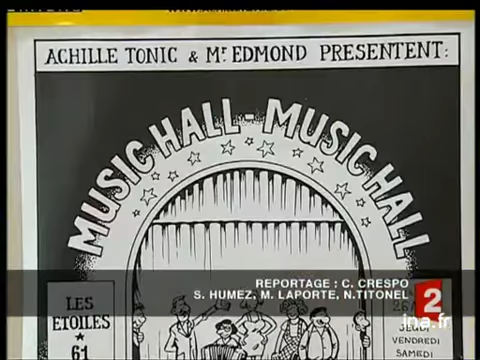 ACHILLE TONIC & Mr EDMOND PRESENTENT:
MUSIC HALL - MUSIC HALL
REPORTAGE : C. CRESPO
S. HUMEZ, M. LAPORTE, N.TITONEL
2
ina.fr
LES
ETOILES
61
JEUDI
VENDREDI
SAMEDI